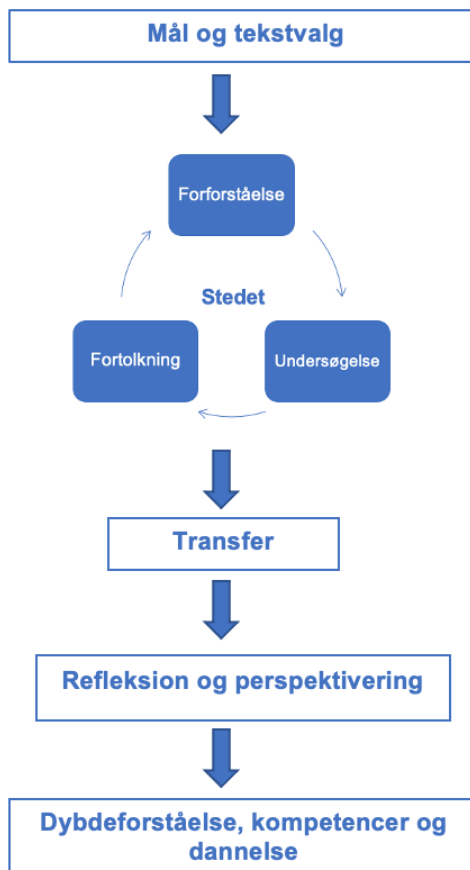 Mål og tekstvalg
Forforståelse
Stedet
Fortolkning
Undersøgelse
Transfer
Refleksion og perspektivering
Dybdeforståelse, kompetencer og
dannelse